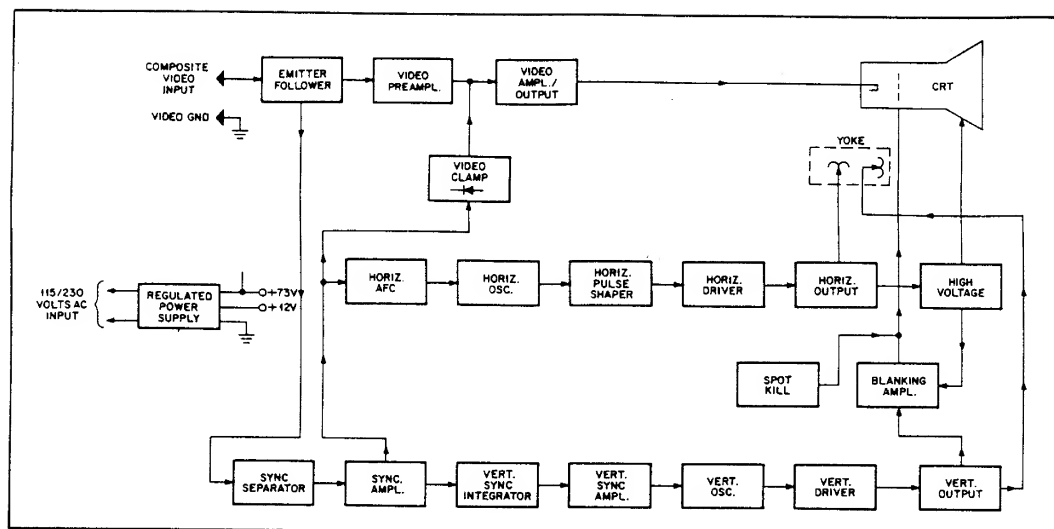 COMPOSITE
VIDEO
INPUT
EMITTER
FOLLOWER
VIDEO
PREAMPL.
VIDEO
AMPL./
OUTPUT
CRT
VIDEO GND
YOKE
VIDEO
CLAMP
115/230
VOLTS AC
INPUT
REGULATED
POWER
SUPPLY
+73V
+12V
HORIZ.
AFC
HORIZ.
OSC.
HORIZ.
PULSE
SHAPER
HORIZ.
DRIVER
HORIZ.
OUTPUT
HIGH
VOLTAGE
SPOT
KILL
BLANKING
AMPL.
SYNC
SEPARATOR
SYNC.
AMPL.
VERT.
SYNC
INTEGRATOR
VERT.
SYNC
AMPL.
VERT.
OSC.
VERT.
DRIVER
VERT.
OUTPUT